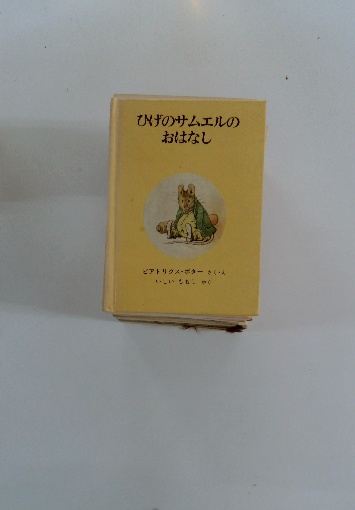 ひげのサムエルの
おはなし
ビアトリクス・ポター さく・え
いしい ももこ やく